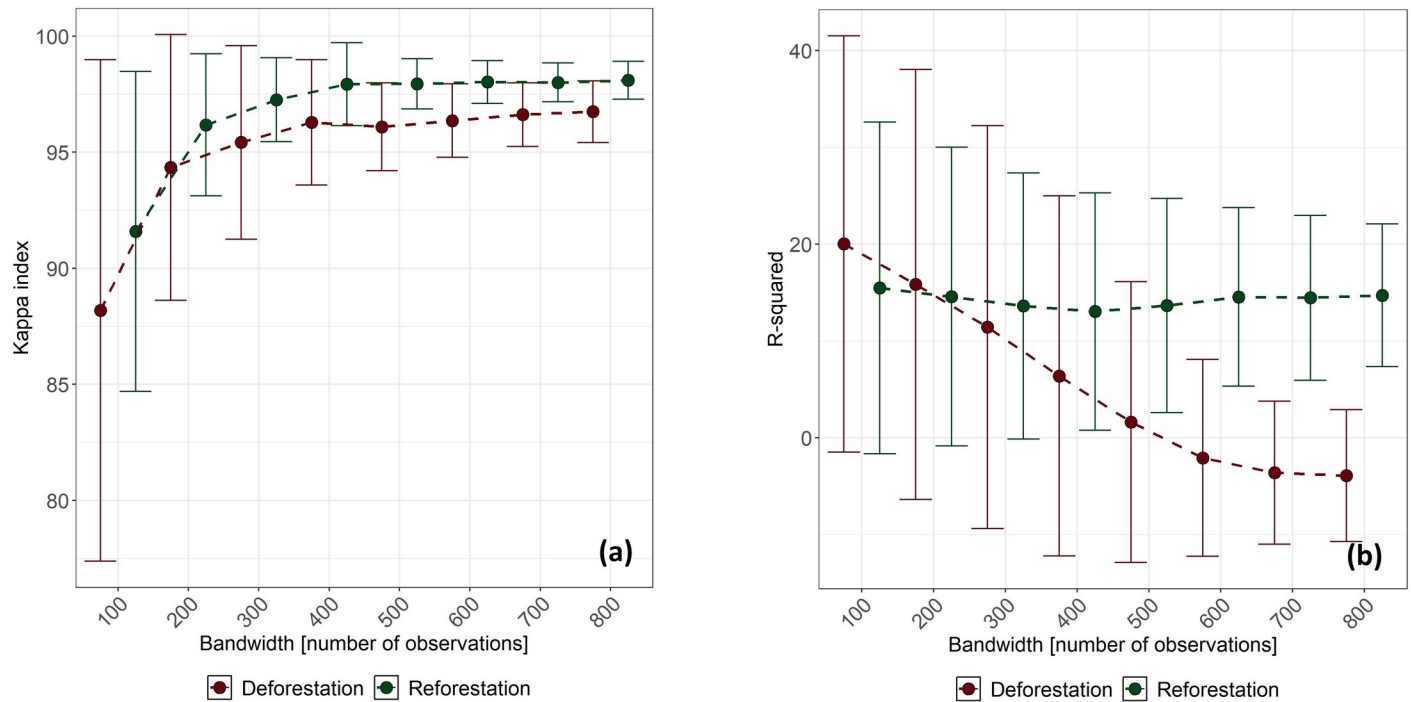 100
95
90
85
80
Kappa index
(a)
100
200
300
400
500
600
700
800
Bandwidth [number of observations]
Deforestation
Reforestation
40
20
0
R-squared
(b)
100
200
300
400
500
600
700
800
Bandwidth [number of observations]
Deforestation
Reforestation